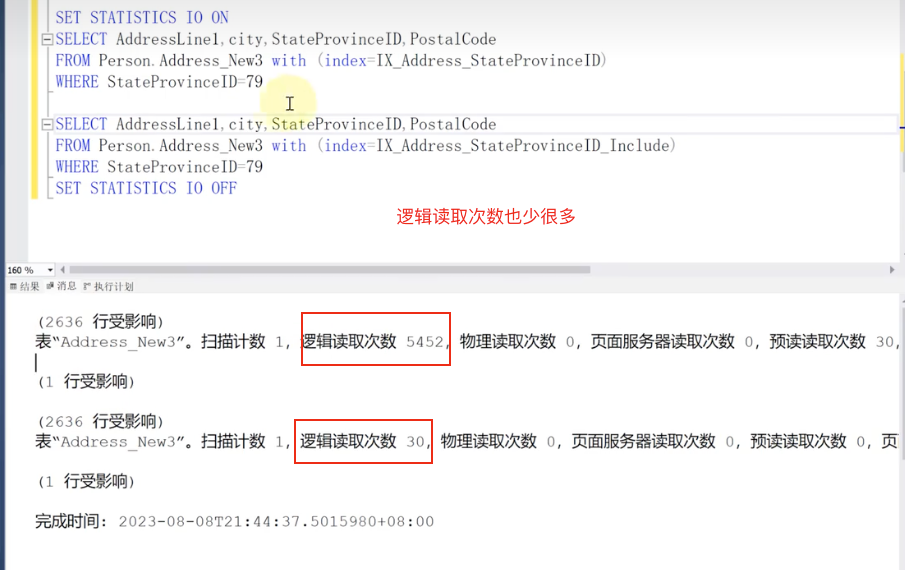 SET STATISTICS IO ON
SELECT AddressLine1,city,StateProvinceID,PostalCode
FROM Person.Address_New3 with (index=IX_Address_StateProvinceID)
WHERE StateProvinceID=79
SELECT AddressLine1,city,StateProvinceID,PostalCode
FROM Person.Address_New3 with (index=IX_Address_StateProvinceID_Include)
WHERE StateProvinceID=79
SET STATISTICS IO OFF
逻辑读取次数也少很多
160 %
结果 消息 执行计划
(2636 行受影响)
表“Address_New3”。扫描计数 1, 逻辑读取次数 5452, 物理读取次数 0, 页面服务器读取次数 0, 预读读取次数 30,
(1 行受影响)
(2636 行受影响)
表“Address_New3”。扫描计数 1, 逻辑读取次数 30, 物理读取次数 0, 页面服务器读取次数 0, 预读读取次数 0, 页
(1 行受影响)
完成时间: 2023-08-08T21:44:37.5015980+08:00